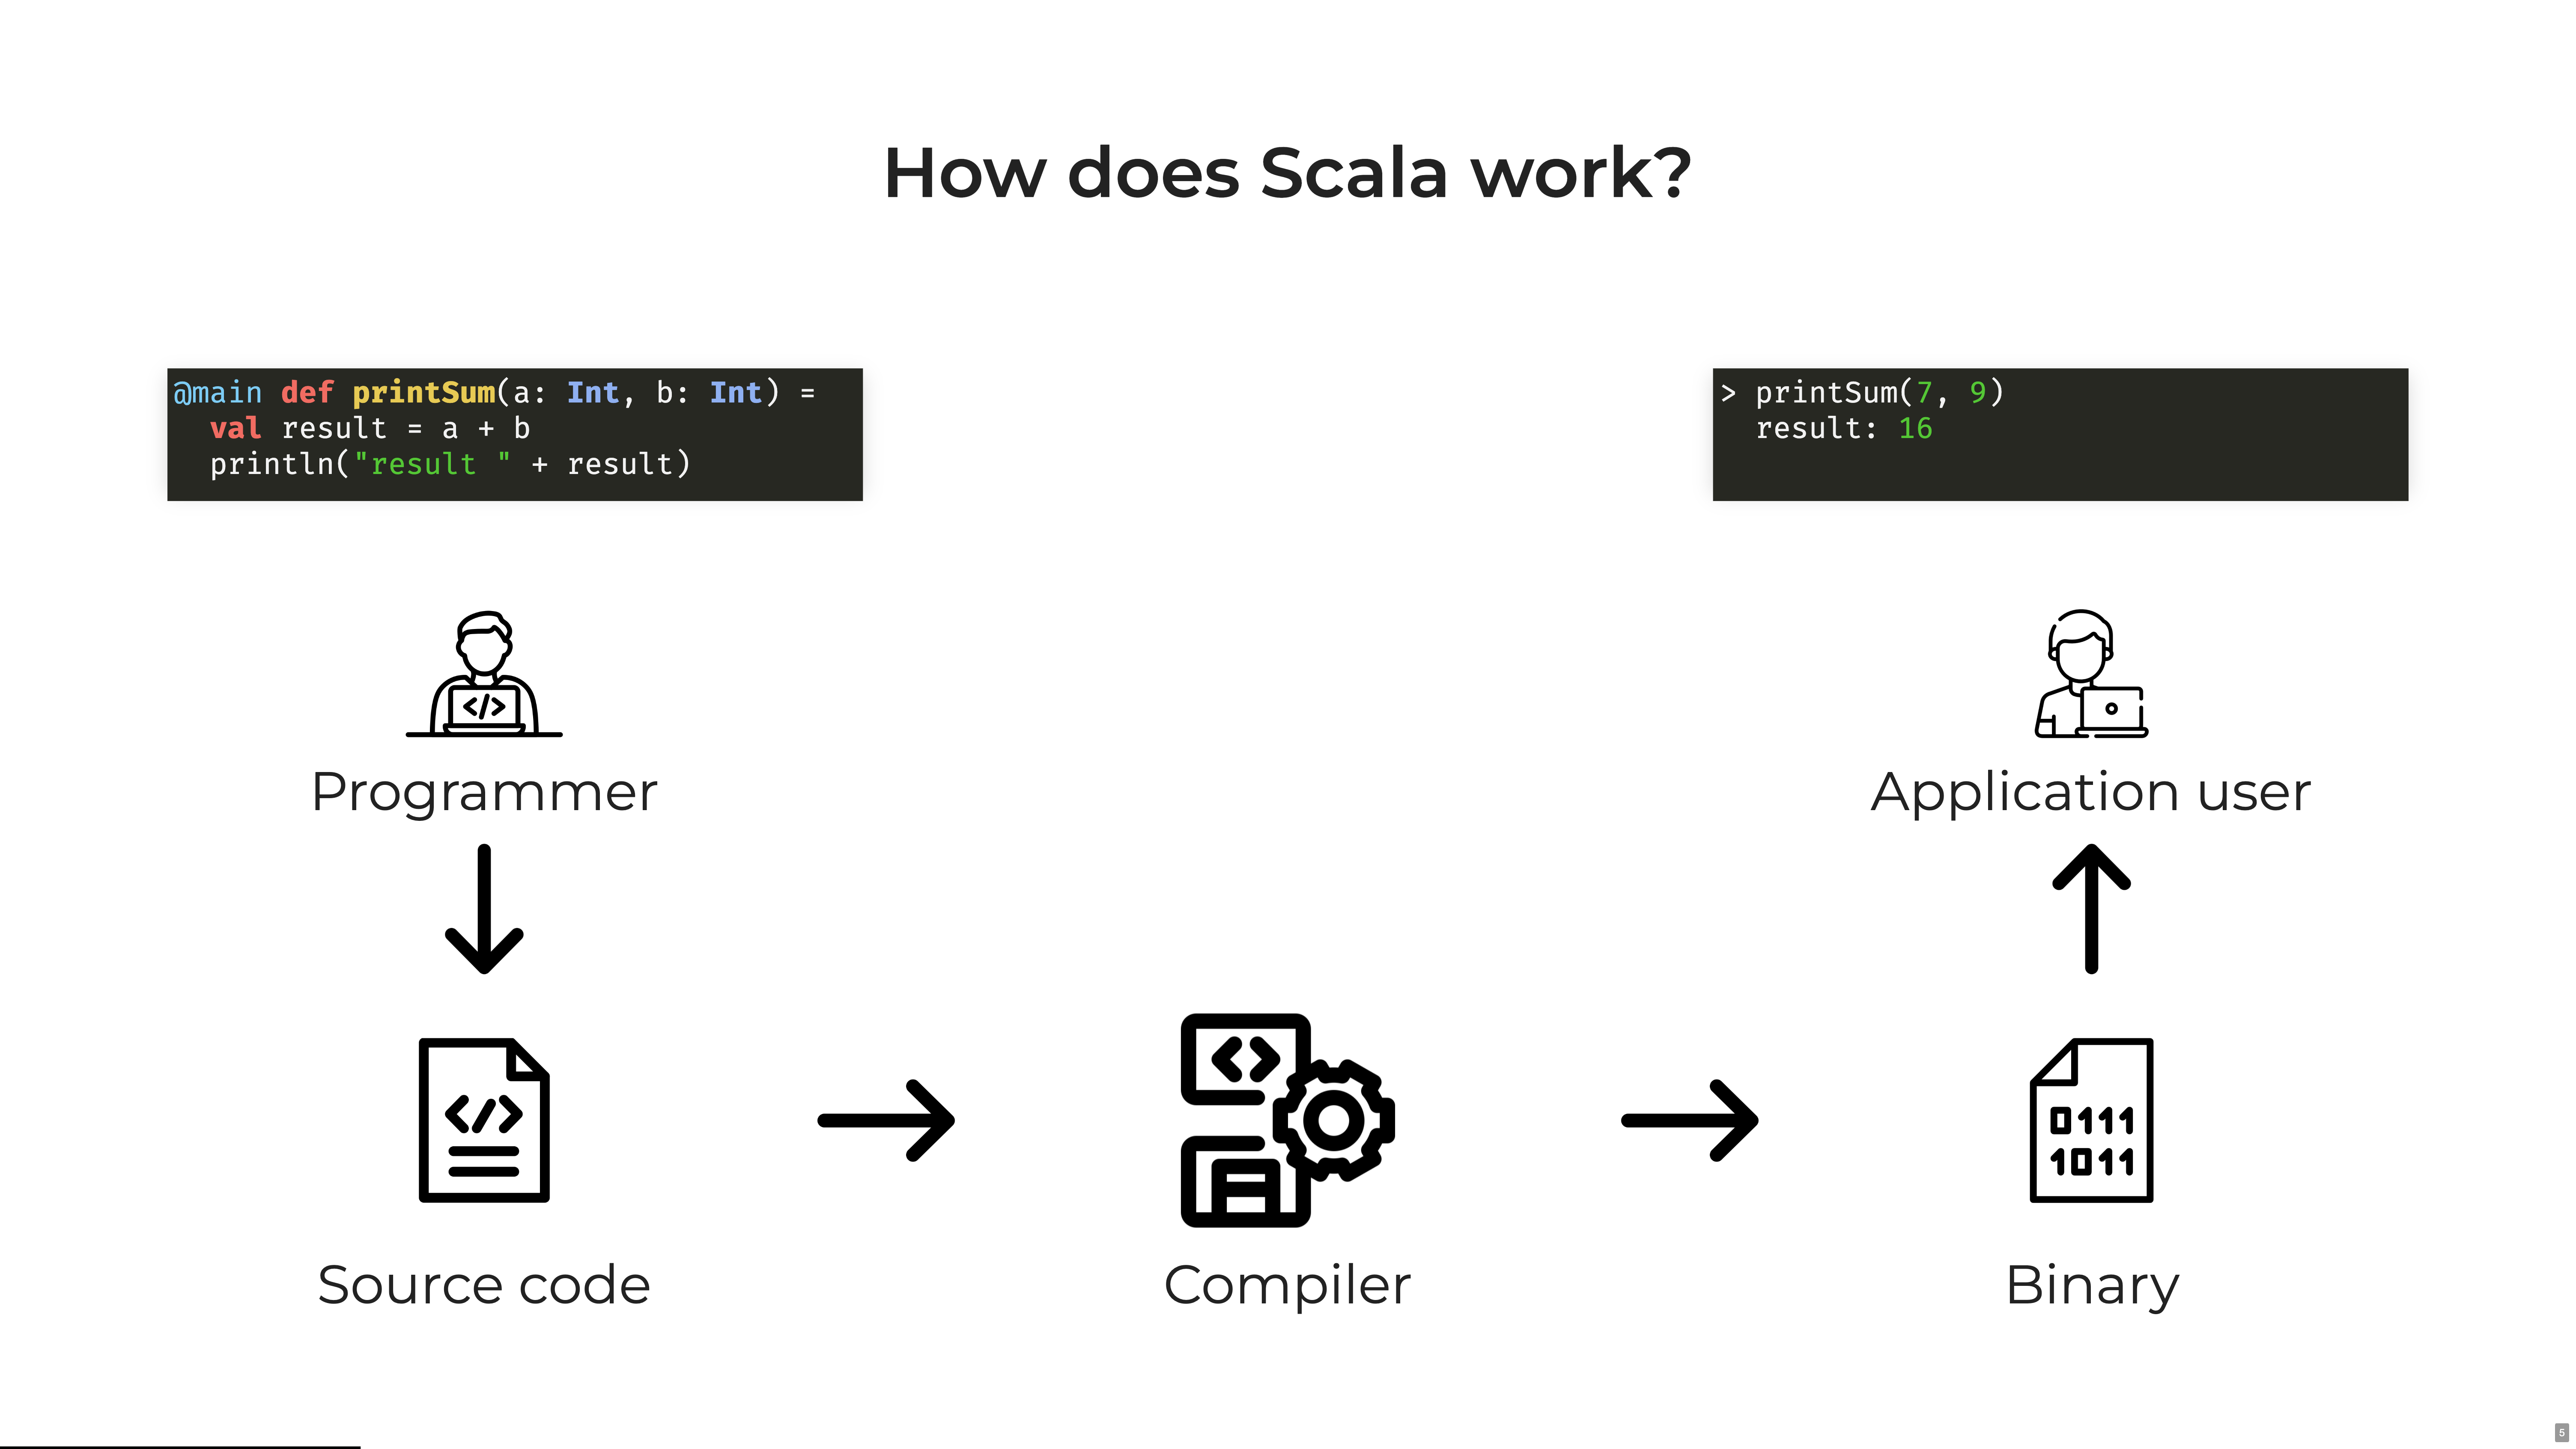 How does Scala work?
@main def printSum(a: Int, b: Int) =
val result = a + b
println("result " + result)
> printSum(7, 9)
result: 16
</>
Programmer
Application user
</>
<>
0111
1011
Source code
Compiler
Binary
5